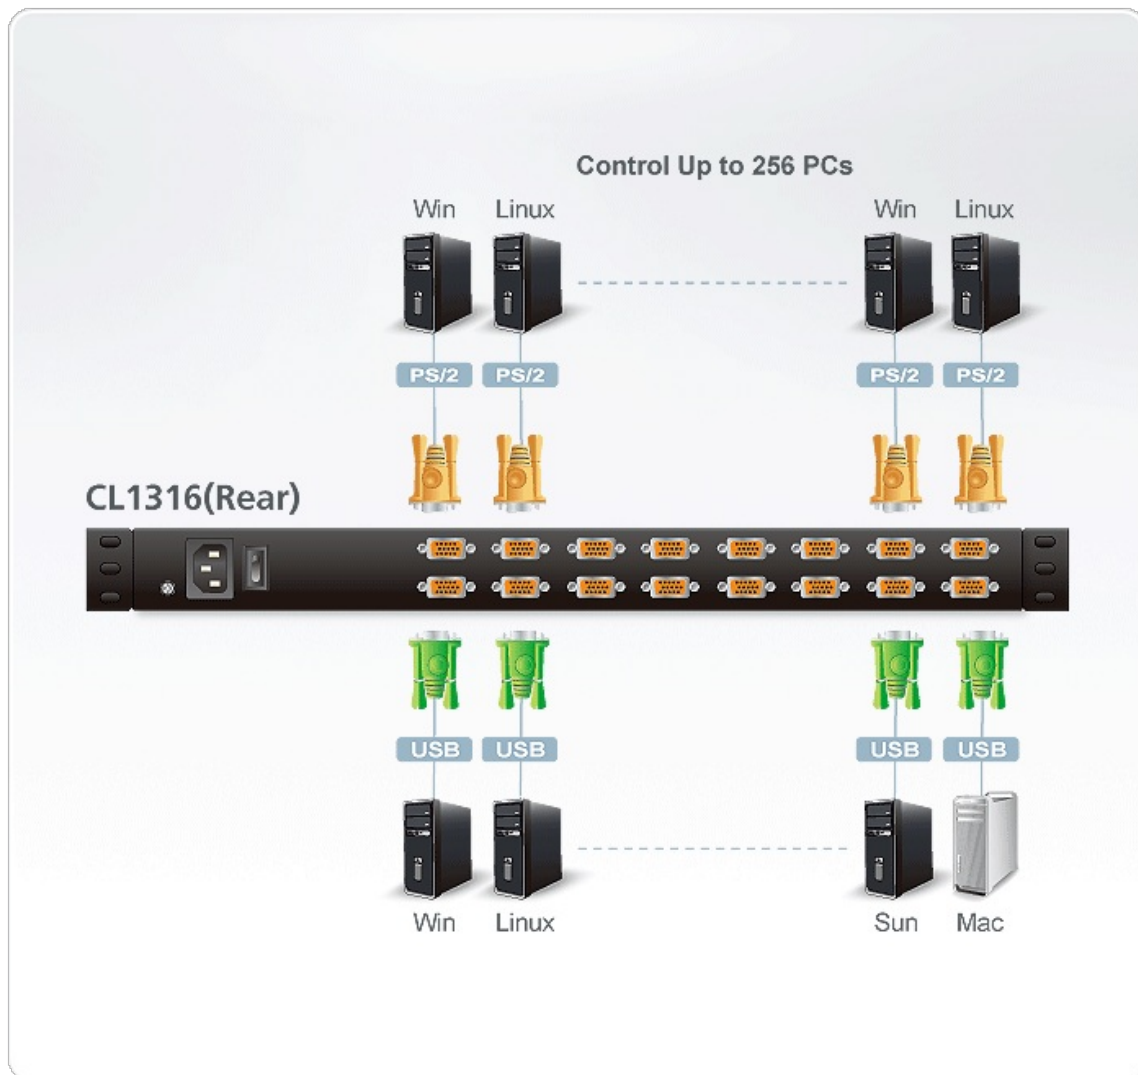 Control Up to 256 PCs
Win Linux Win Linux
PS/2 PS/2 PS/2 PS/2
CL1316(Rear)
USB USB USB USB
Win Linux Sun Mac